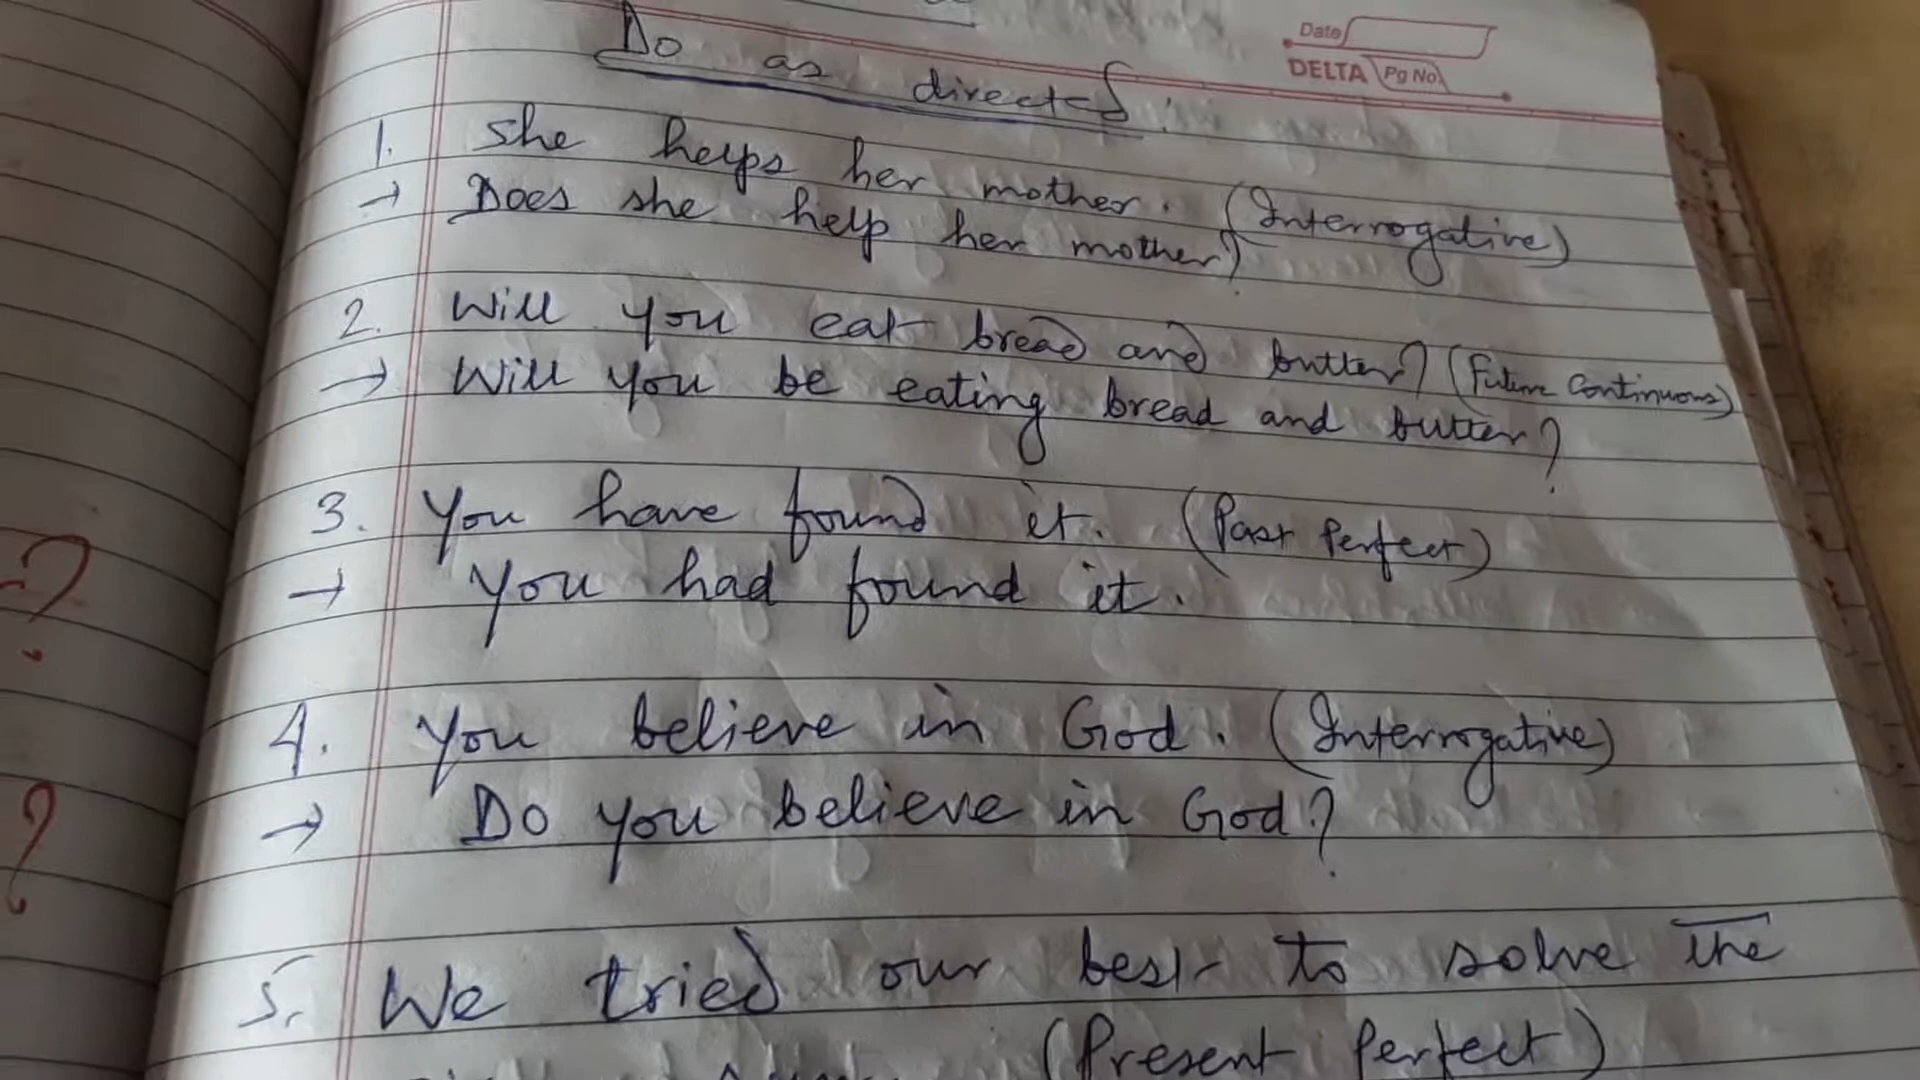 Date
DELTA Pg No
Do as directed:
1. She helps her mother. (Interrogative)
→ Does she help her mother?
2. Will you eat bread and butter? (Future Continuous)
→ Will you be eating bread and butter?
3. You have found it. (Past Perfect)
→ You had found it.
4. You believe in God. (Interrogative)
→ Do you believe in God?
5. We tried our best to solve the
(Present Perfect)
?
?